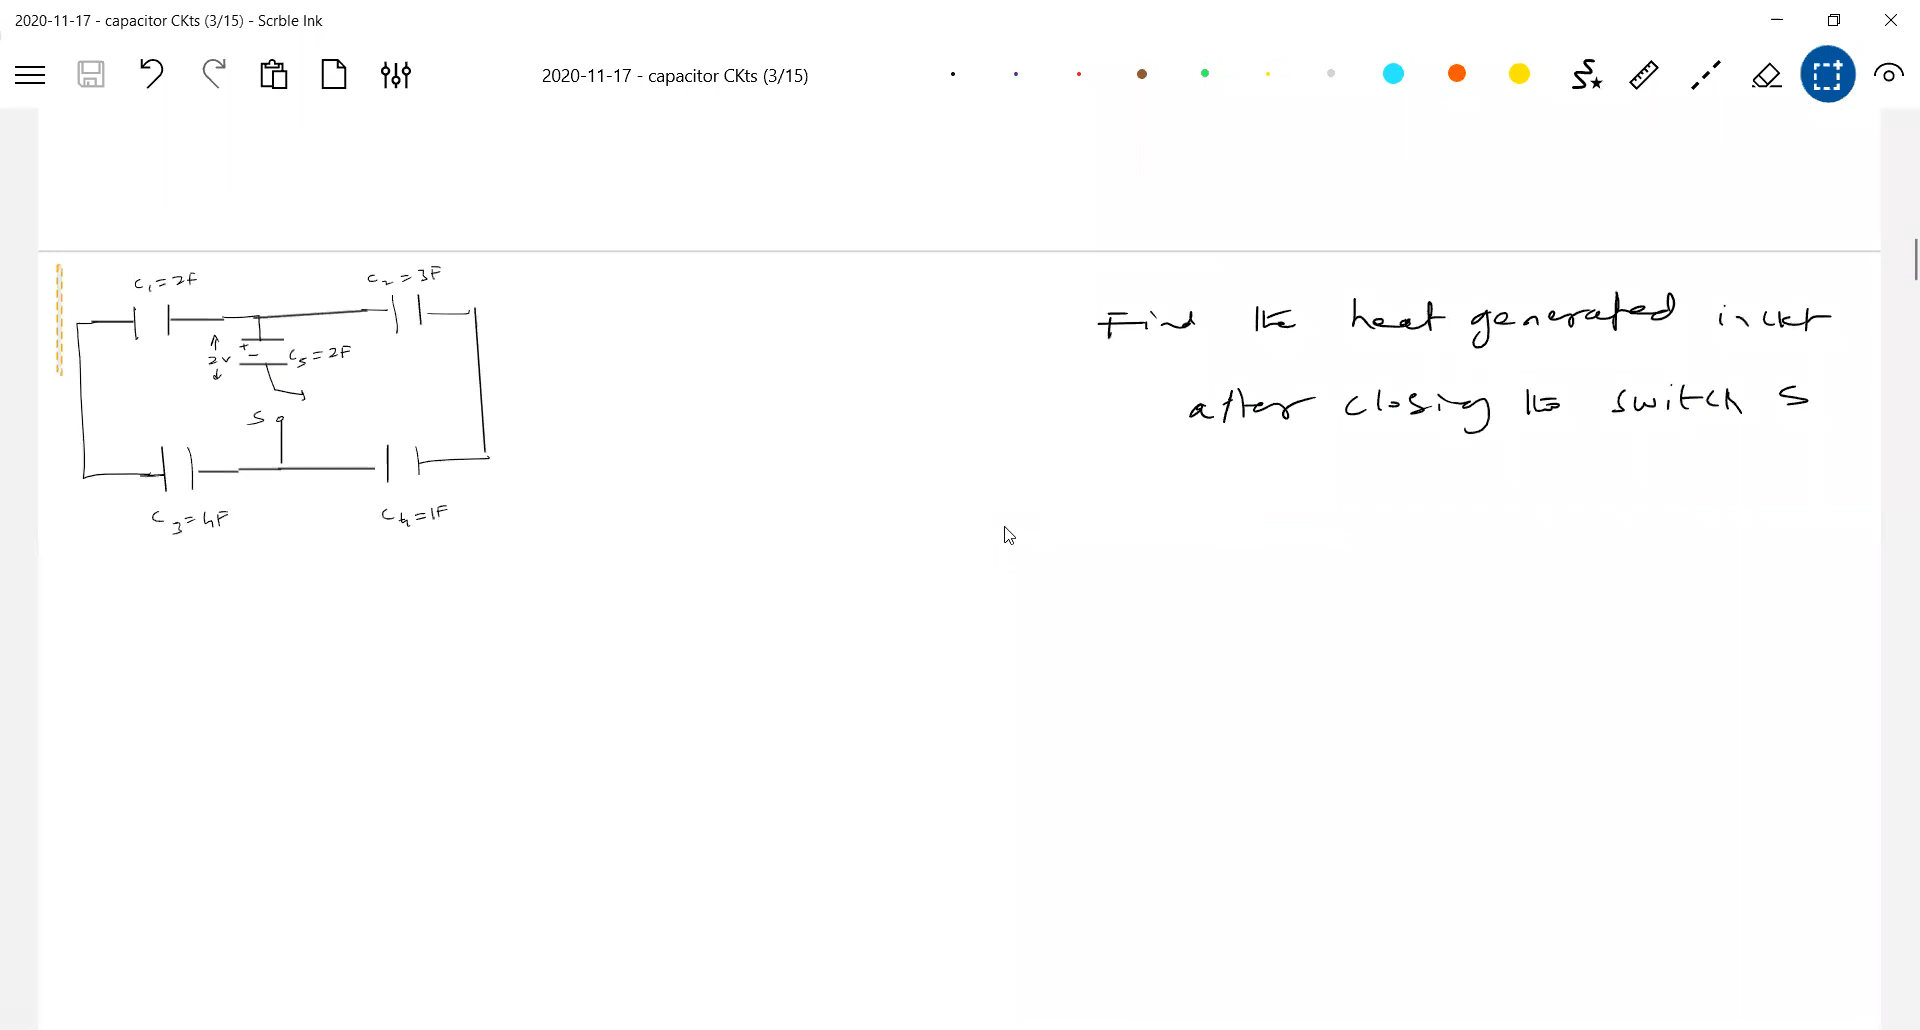 2020-11-17 - capacitor CKts (3/15) - Scrble Ink
2020-11-17 - capacitor CKts (3/15)
C1 = 2F
C2 = 3F
2V
+
-
C5 = 2F
S
C3 = 4F
C4 = 1F
Find the heat generated in ckt
after closing the switch S